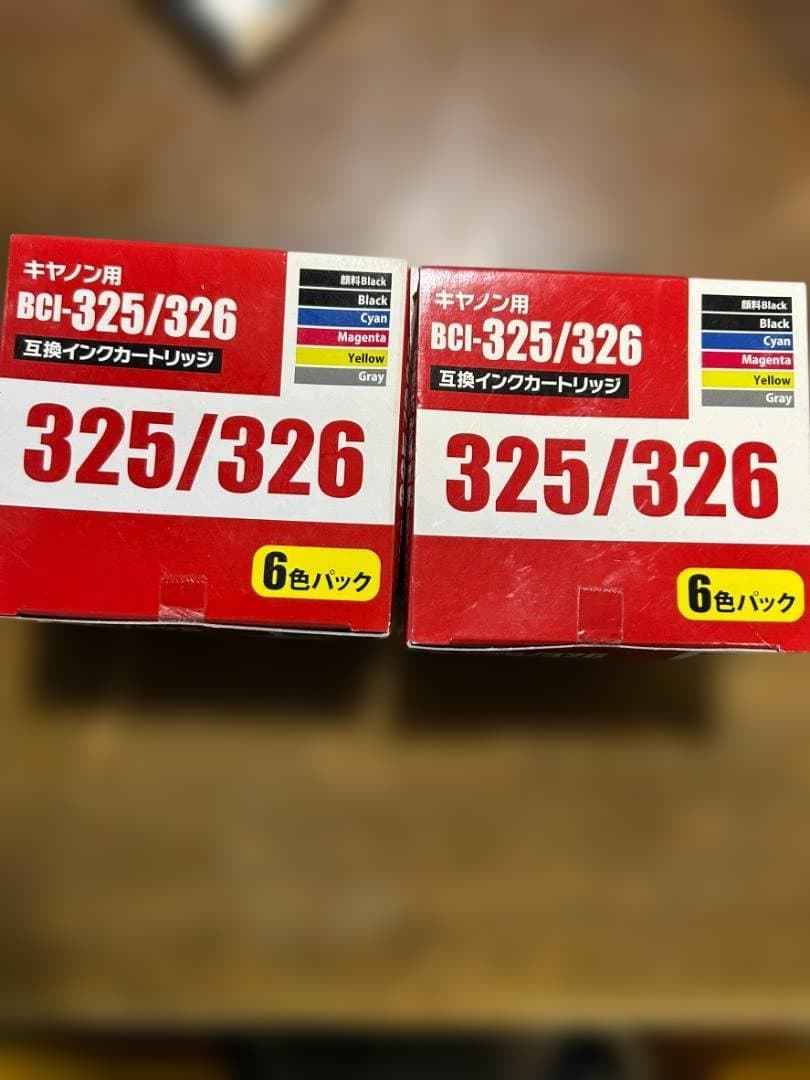 キヤノン用
BCI-325/326
互換インクカートリッジ
顔料Black
Black
Cyan
Magenta
Yellow
Gray
325/326
6色パック
キヤノン用
BCI-325/326
互換インクカートリッジ
顔料Black
Black
Cyan
Magenta
Yellow
Gray
325/326
6色パック